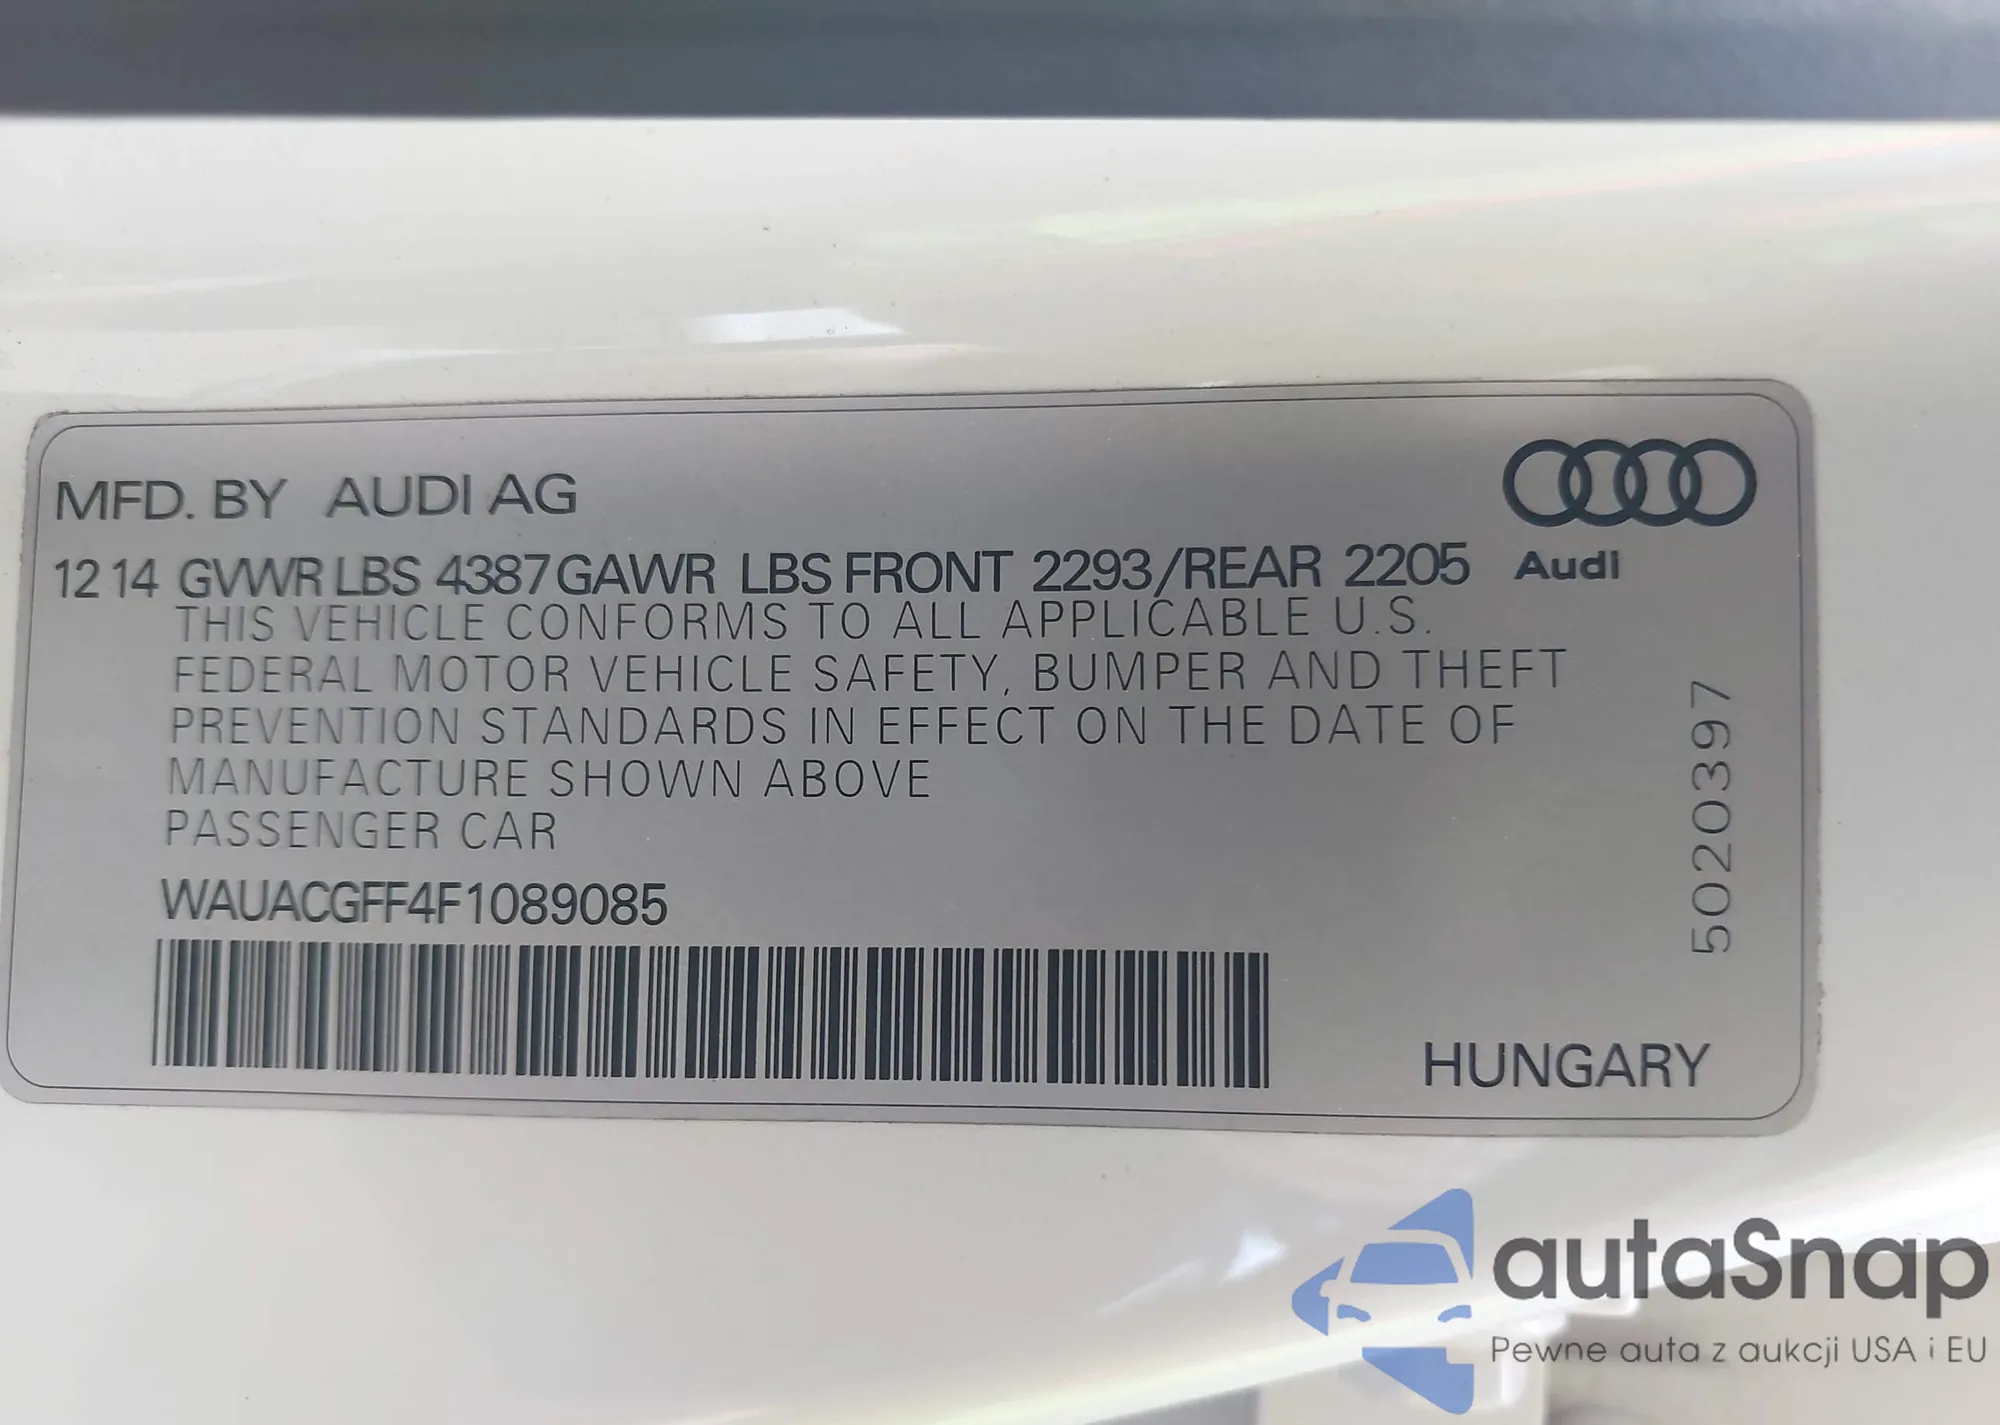 MFD. BY AUDI AG
12 14 GVWR LBS 4387 GAWR LBS FRONT 2293/REAR 2205
Audi
THIS VEHICLE CONFORMS TO ALL APPLICABLE U.S.
FEDERAL MOTOR VEHICLE SAFETY, BUMPER AND THEFT
PREVENTION STANDARDS IN EFFECT ON THE DATE OF
MANUFACTURE SHOWN ABOVE
PASSENGER CAR
WAUACGFF4F1089085
5020397
HUNGARY
autaSnap
Pewne auta z aukcji USA i EU